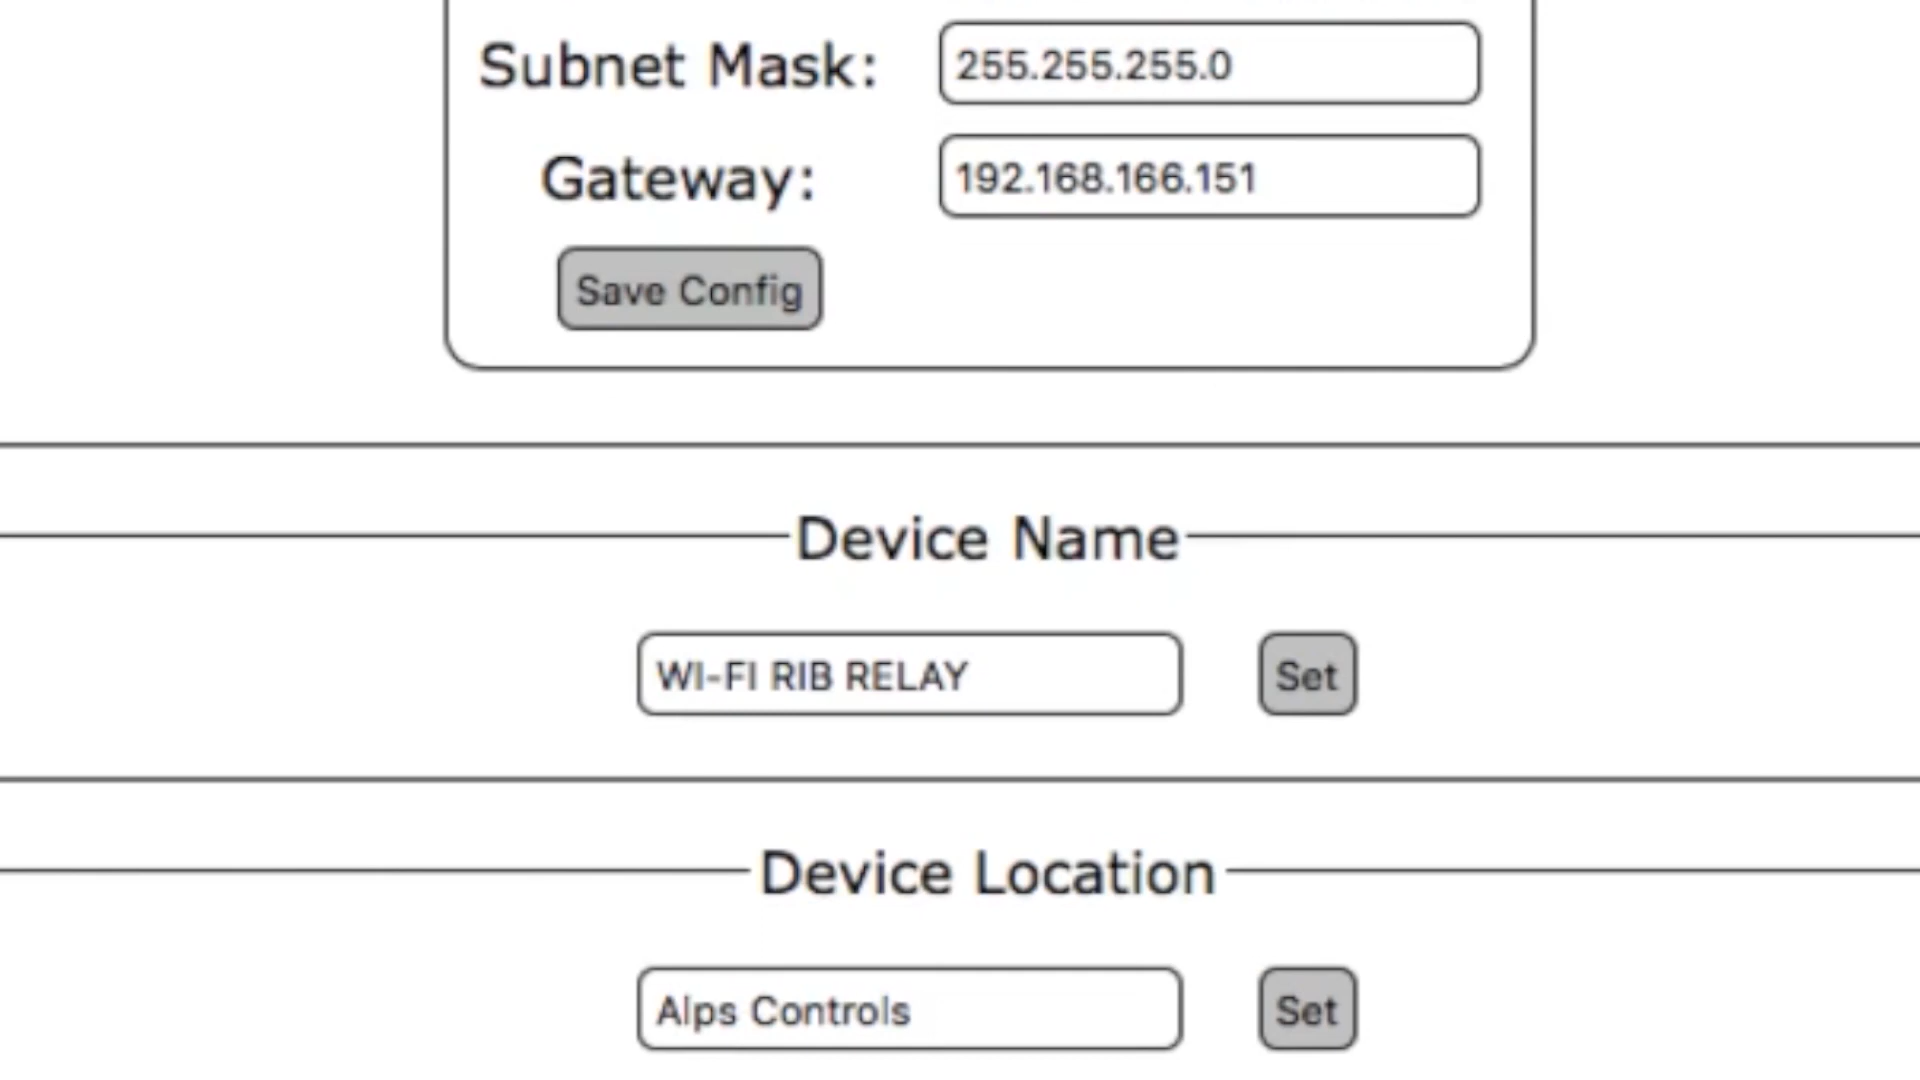 Subnet Mask: 255.255.255.0
Gateway: 192.168.166.151
Save Config
Device Name
WI-FI RIB RELAY Set
Device Location
Alps Controls Set